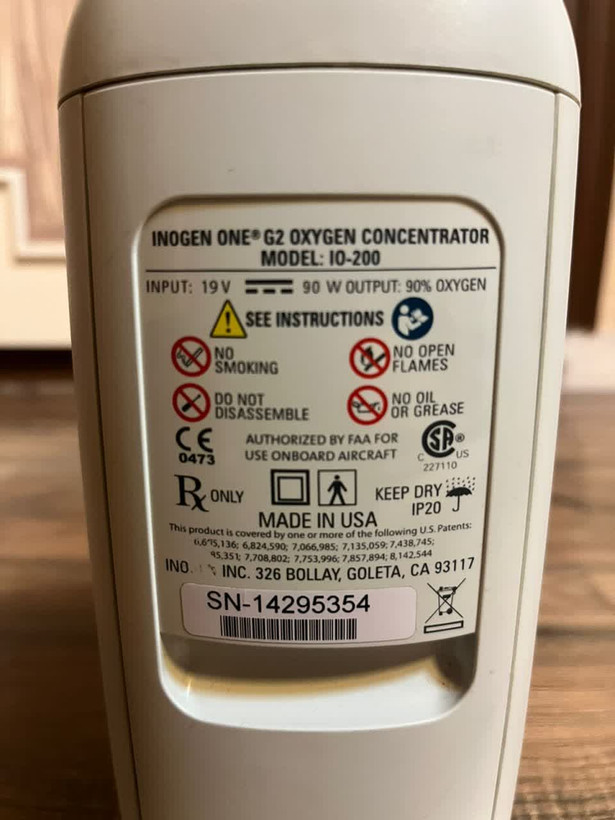 INOGEN ONE® G2 OXYGEN CONCENTRATOR
MODEL: IO-200
INPUT: 19 V 90 W OUTPUT: 90% OXYGEN
SEE INSTRUCTIONS
NO SMOKING
NO OPEN FLAMES
DO NOT DISASSEMBLE
NO OIL OR GREASE
CE 0473
AUTHORIZED BY FAA FOR
USE ONBOARD AIRCRAFT
C SA® US
227110
Rx ONLY
KEEP DRY
IP20
MADE IN USA
This product is covered by one or more of the following U.S. Patents:
6,824,590; 7,066,985; 7,135,059; 7,438,745;
7,708,802; 7,753,996; 7,857,894; 8,142,544
INC. 326 BOLLAY, GOLETA, CA 93117
SN-14295354